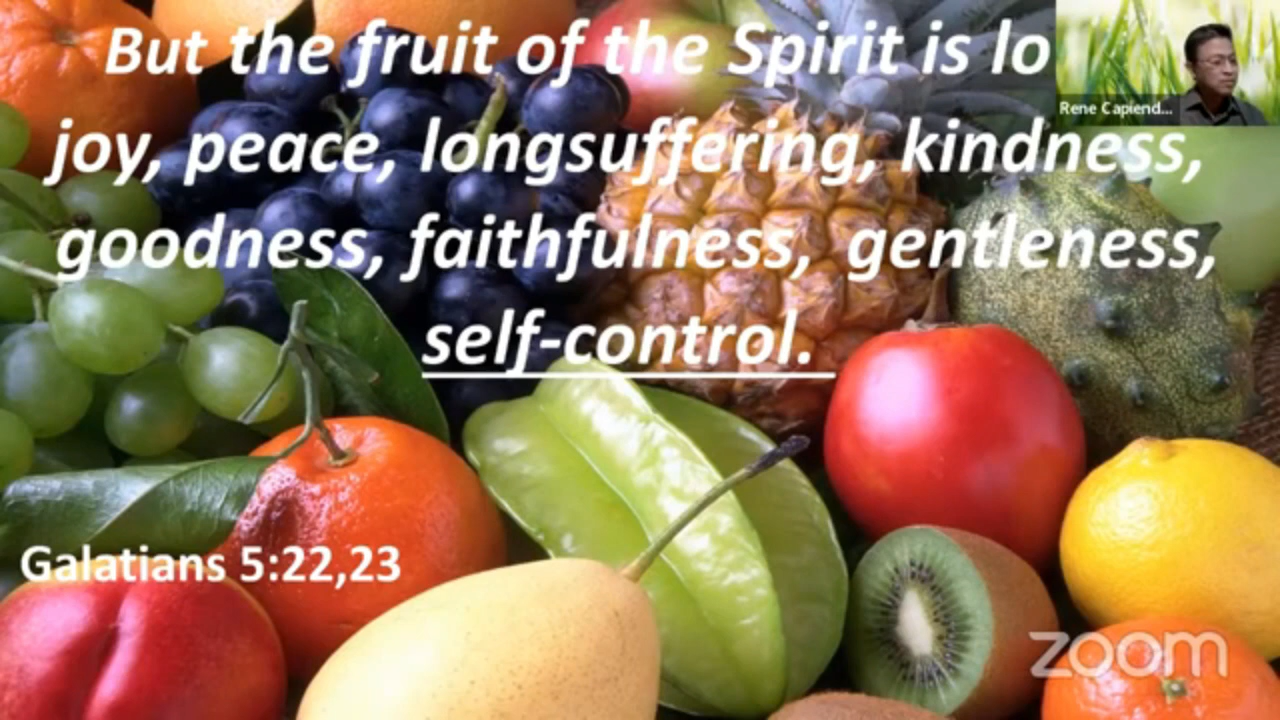 But the fruit of the Spirit is lo
Rene Capiend...
joy, peace, longsuffering, kindness,
goodness, faithfulness, gentleness,
self-control.
Galatians 5:22,23
zoom